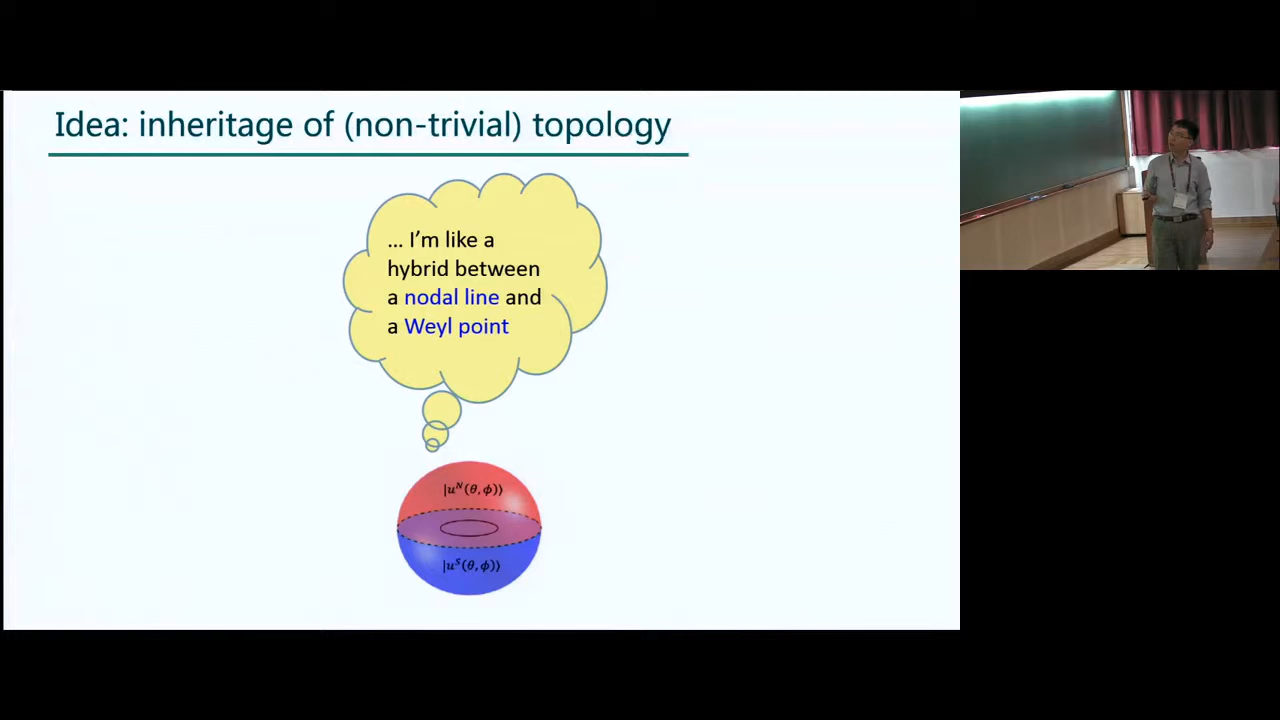 Idea: inheritage of (non-trivial) topology
... I'm like a
hybrid between
a nodal line and
a Weyl point
|u^N(θ,ϕ)⟩
|u^S(θ,ϕ)⟩